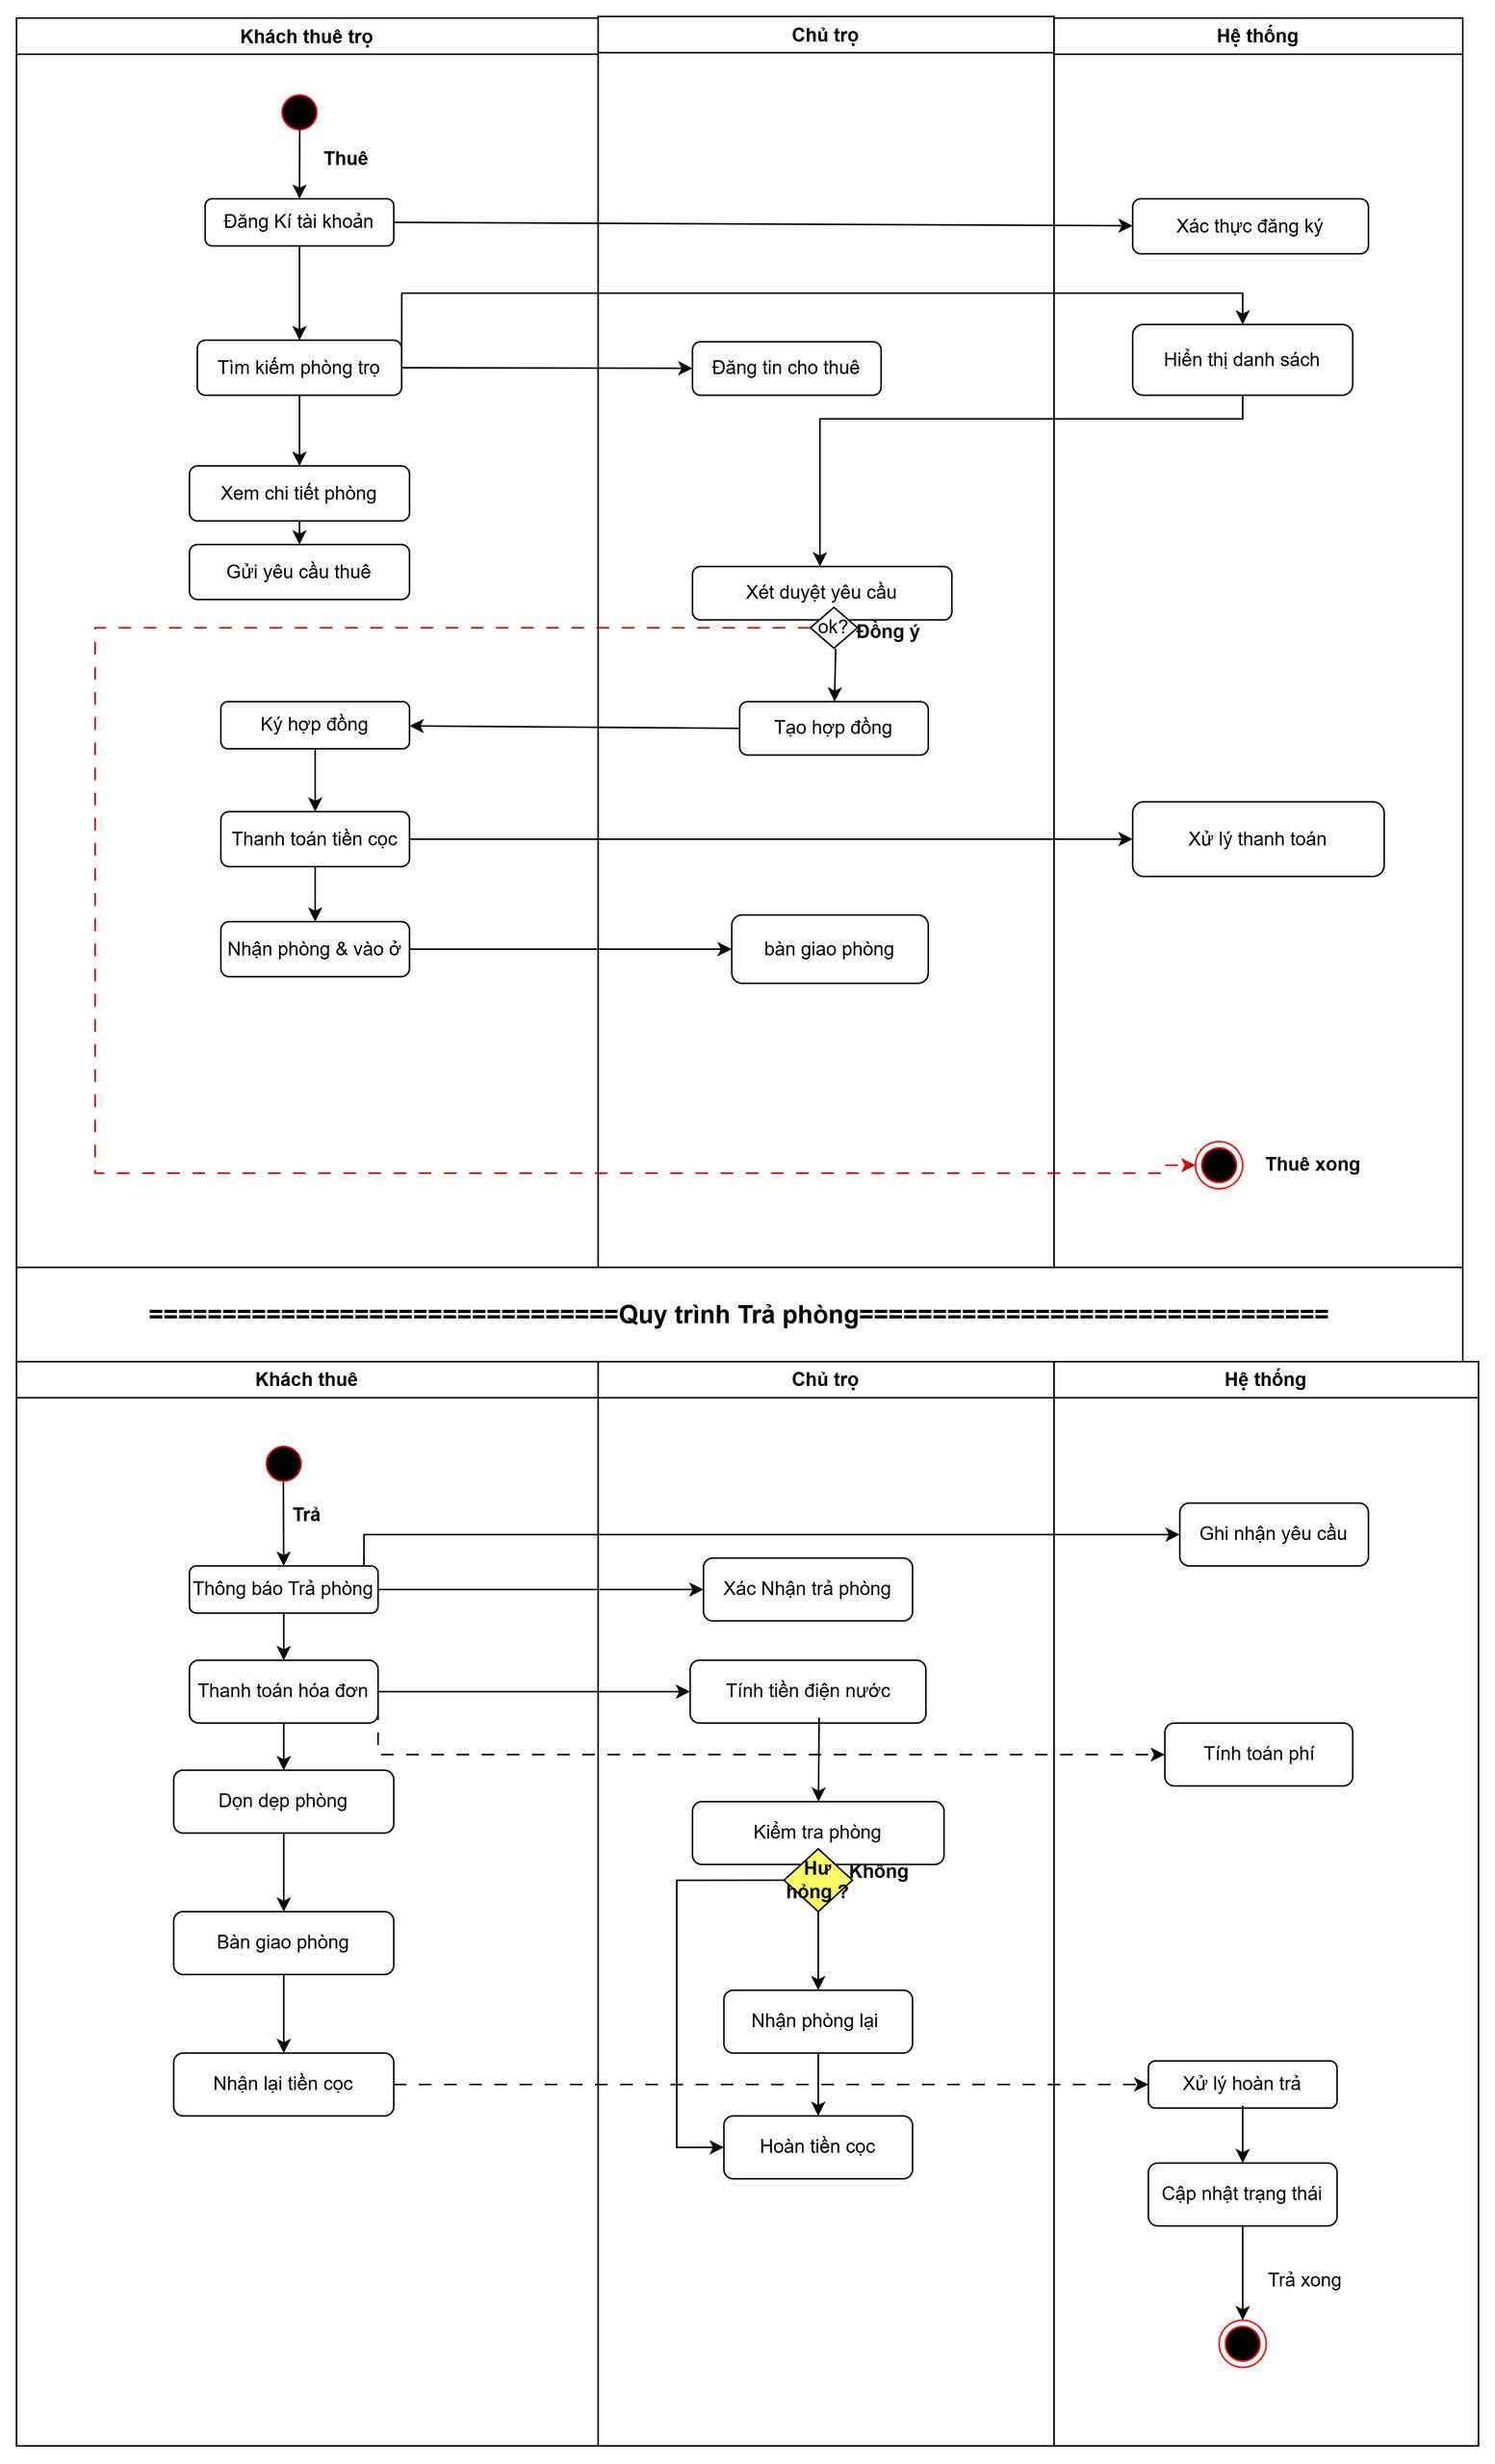 Khách thuê trọ
Chủ trọ
Hệ thống
Thuê
Đăng Kí tài khoản
Xác thực đăng ký
Tìm kiếm phòng trọ
Đăng tin cho thuê
Hiển thị danh sách
Xem chi tiết phòng
Gửi yêu cầu thuê
Xét duyệt yêu cầu
ok?
Đồng ý
Ký hợp đồng
Tạo hợp đồng
Thanh toán tiền cọc
Xử lý thanh toán
Nhận phòng & vào ở
bàn giao phòng
Thuê xong
================================Quy trình Trả phòng================================
Khách thuê
Chủ trọ
Hệ thống
Trả
Ghi nhận yêu cầu
Thông báo Trả phòng
Xác Nhận trả phòng
Thanh toán hóa đơn
Tính tiền điện nước
Tính toán phí
Dọn dẹp phòng
Kiểm tra phòng
Hư
hỏng ?
Không
Bàn giao phòng
Nhận phòng lại
Nhận lại tiền cọc
Xử lý hoàn trả
Hoàn tiền cọc
Cập nhật trạng thái
Trả xong